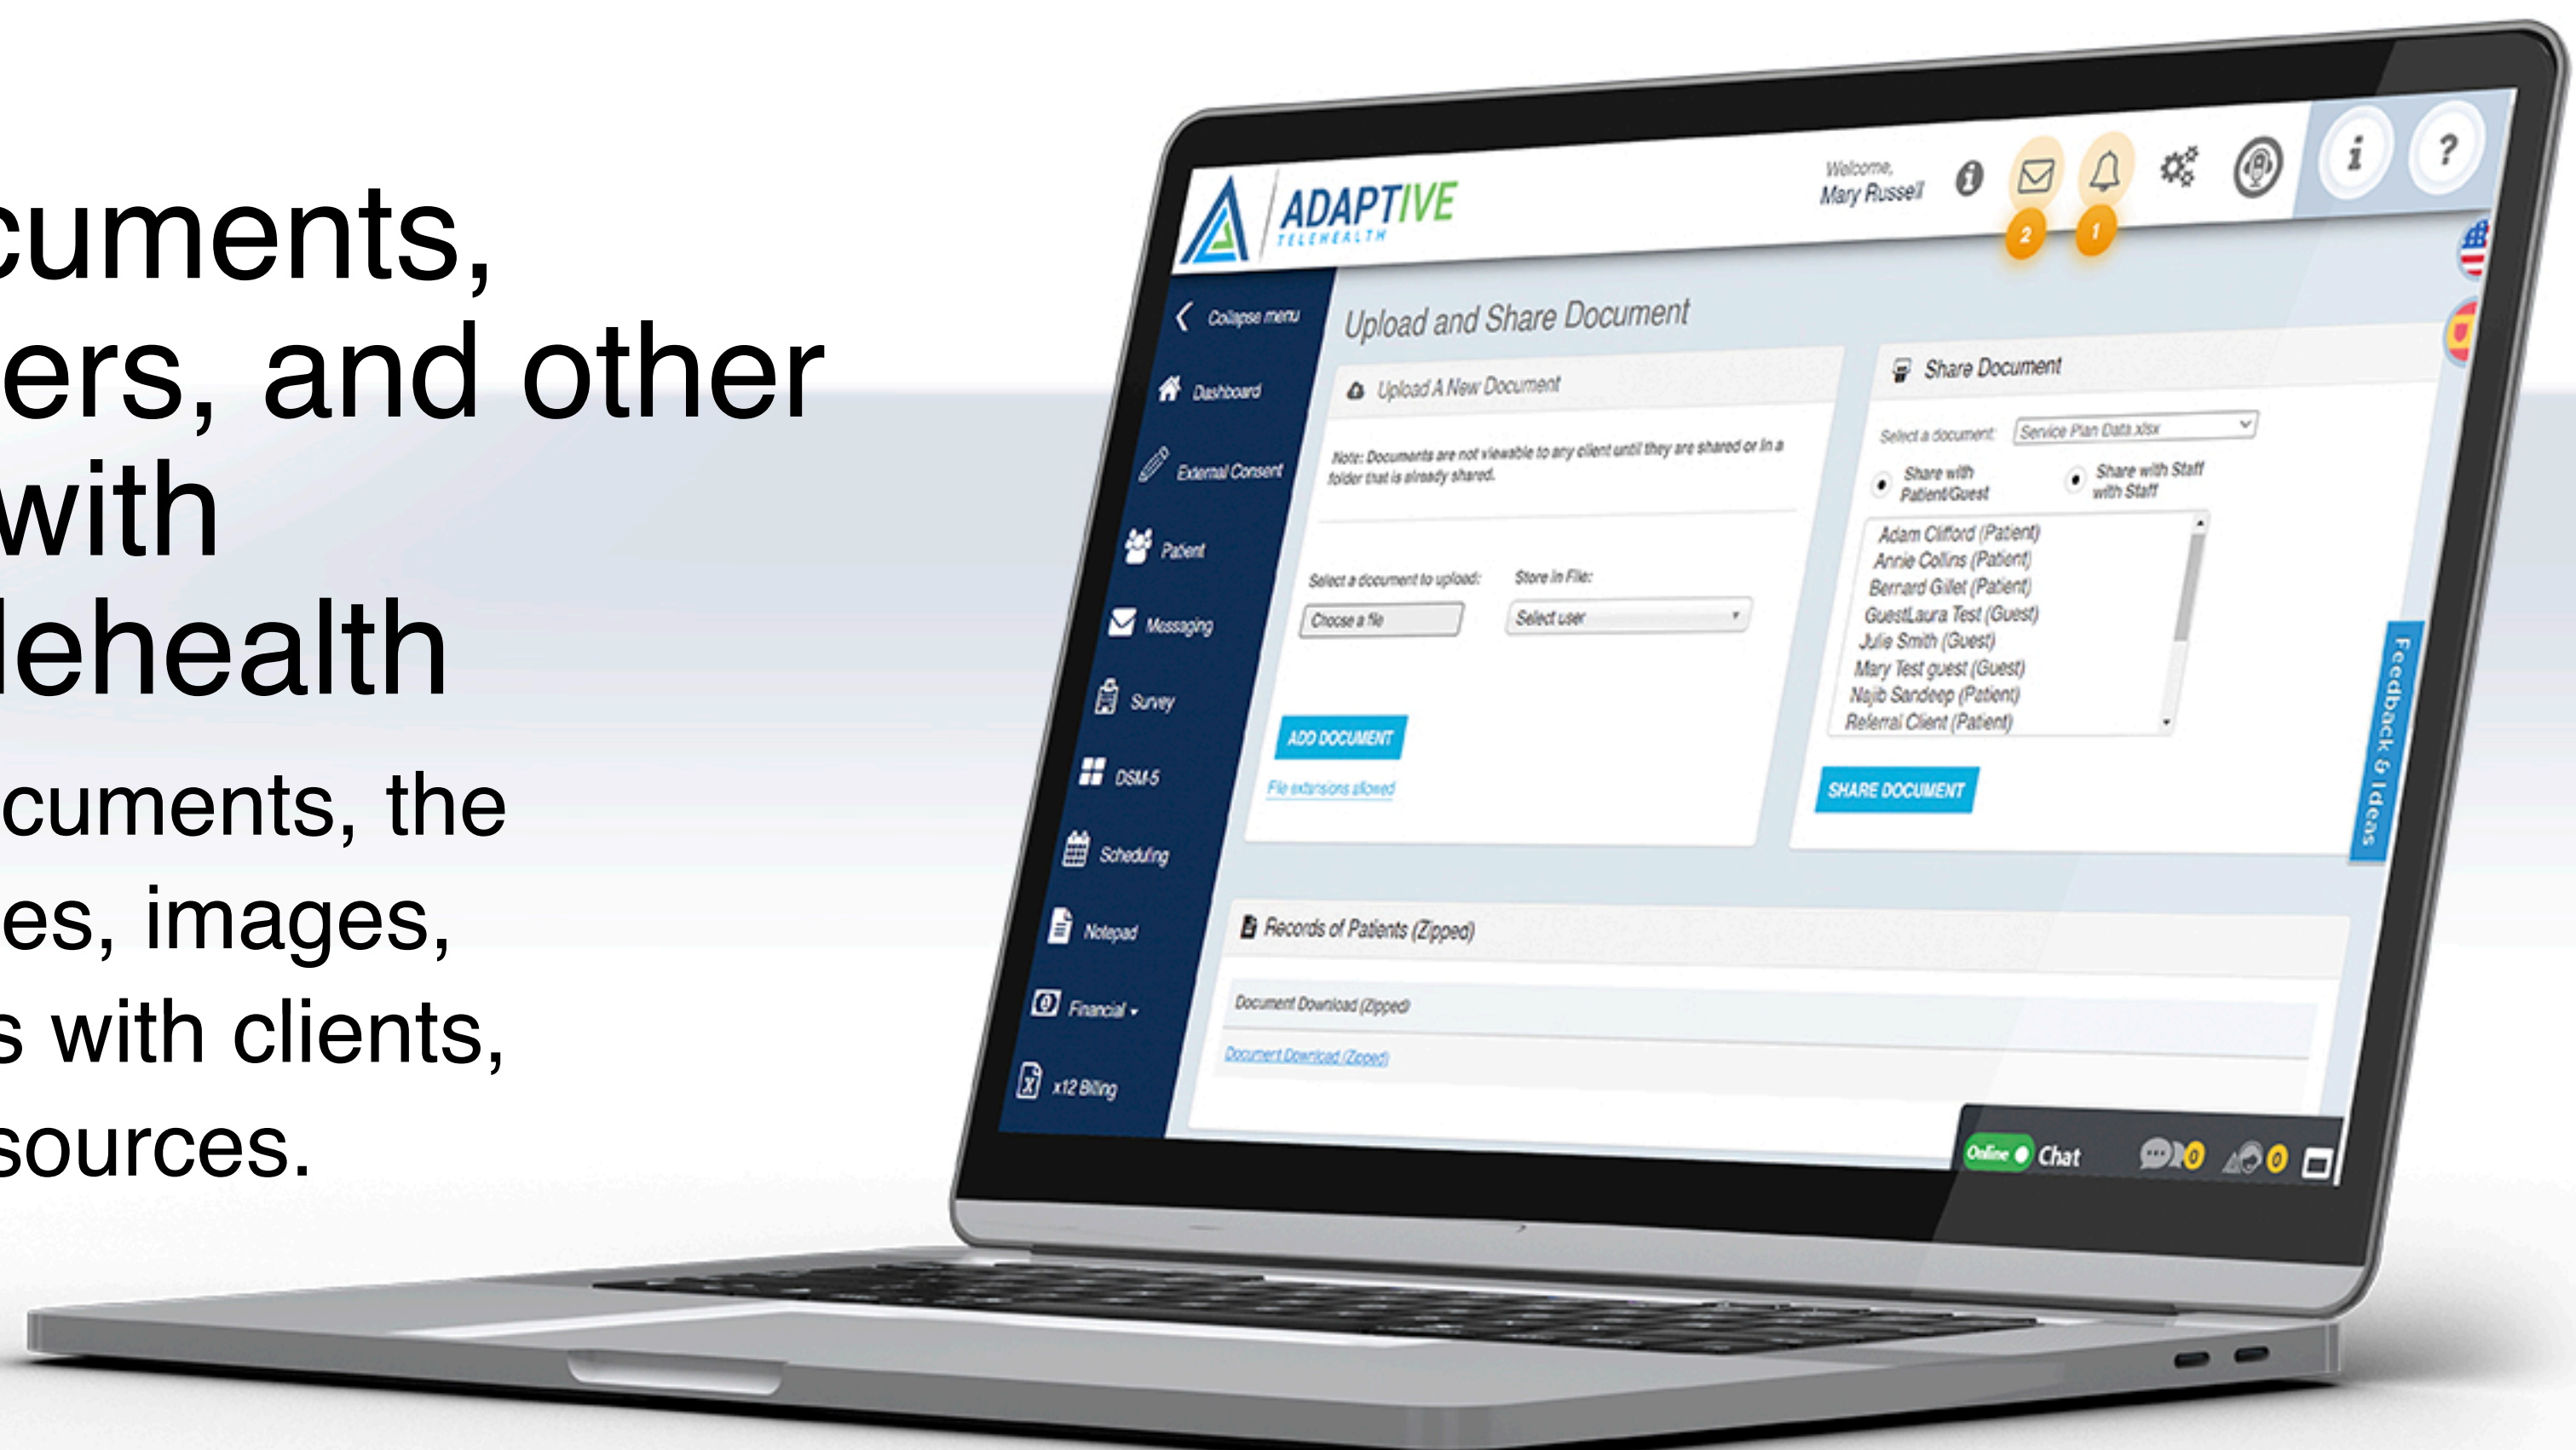 cuments,
ers, and other
with
lehealth
cuments, the
es, images,
s with clients,
sources.
ADAPTIVE
TELEHEALTH
Welcome,
Mary Russell
i
2
1
i
?
Collapse menu
Dashboard
External Consent
Patient
Messaging
Survey
DSM-5
Scheduling
Notepad
Financial
x12 Billing
Upload and Share Document
Upload A New Document
Note: Documents are not viewable to any client until they are shared or in a
folder that is already shared.
Select a document to upload:
Store in File:
Choose a file
Select user
ADD DOCUMENT
File extensions allowed
Share Document
Select a document:
Service Plan Data.xlsx
Share with
Patient/Guest
Share with Staff
with Staff
Adam Clifford (Patient)
Annie Collins (Patient)
Bernard Gillet (Patient)
GuestLaura Test (Guest)
Julie Smith (Guest)
Mary Test guest (Guest)
Najib Sandeep (Patient)
Referral Client (Patient)
SHARE DOCUMENT
Feedback & Ideas
Records of Patients (Zipped)
Document Download (Zipped)
Document Download (Zipped)
Online
Chat
0
0